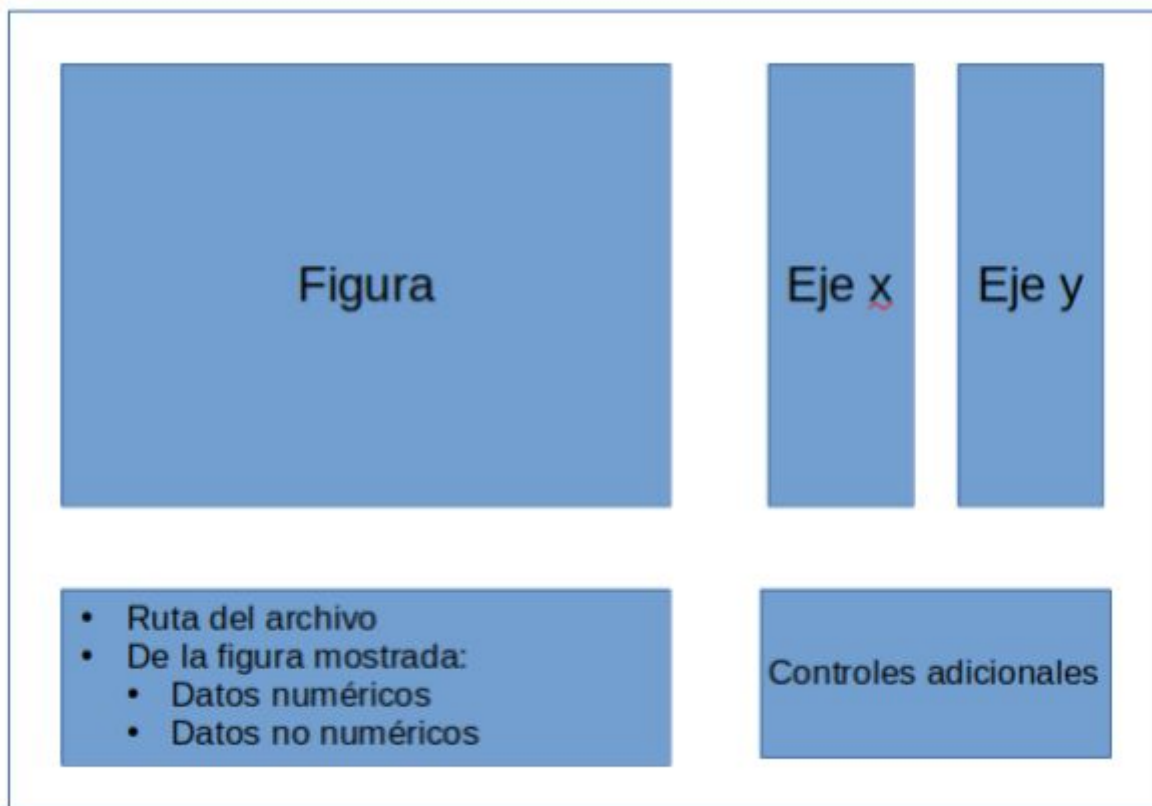 Figura
Eje x
Eje y
• Ruta del archivo
• De la figura mostrada:
• Datos numéricos
• Datos no numéricos
Controles adicionales